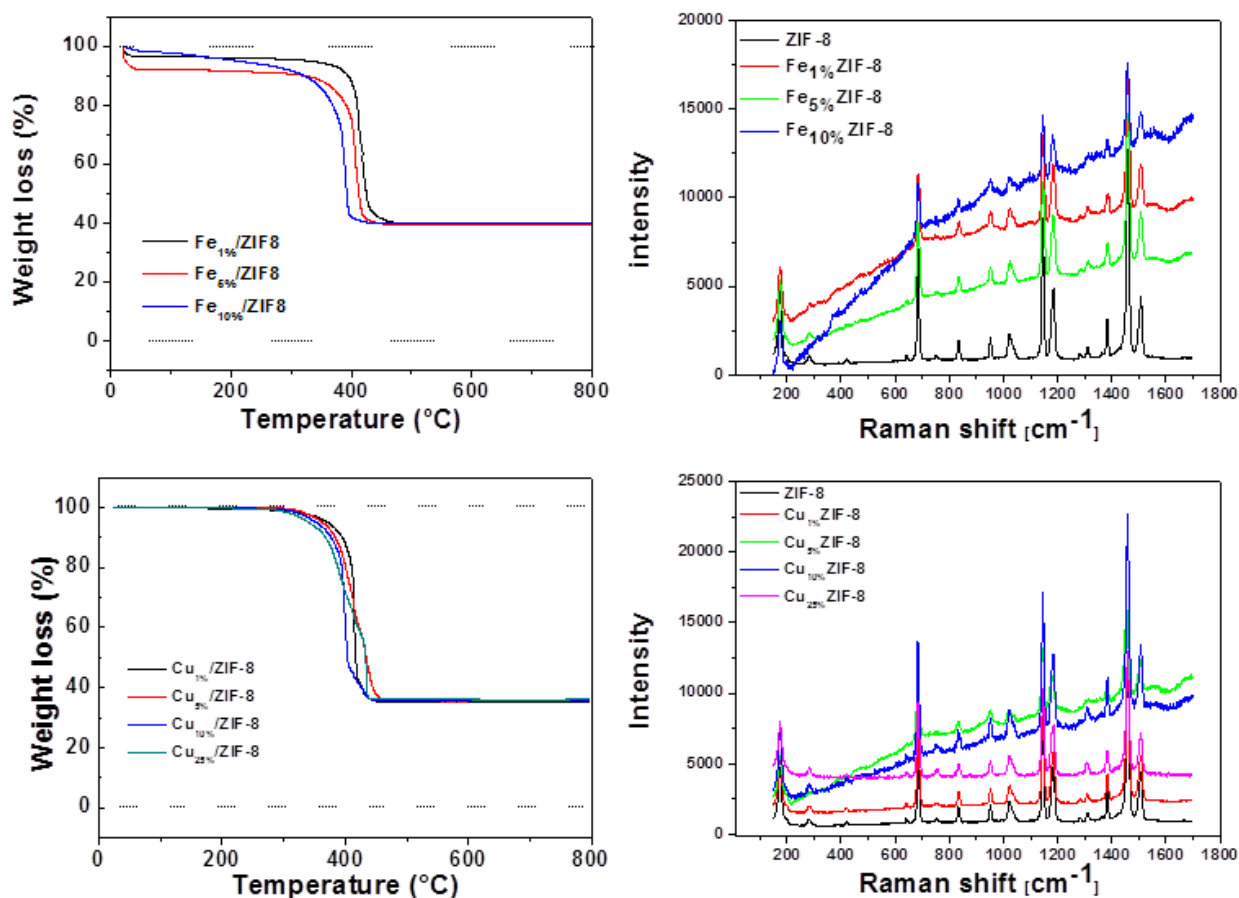 100
80
60
40
20
0
Weight loss (%)
Fe1%/ZIF8
Fe5%/ZIF8
Fe10%/ZIF8
0 200 400 600 800
Temperature (°C)
20000
15000
10000
5000
0
intensity
ZIF-8
Fe1%ZIF-8
Fe5%ZIF-8
Fe10%ZIF-8
200 400 600 800 1000 1200 1400 1600 1800
Raman shift [cm-1]
100
80
60
40
20
0
Weight loss (%)
Cu1%/ZIF-8
Cu5%/ZIF-8
Cu10%/ZIF-8
Cu25%/ZIF-8
0 200 400 600 800
Temperature (°C)
25000
20000
15000
10000
5000
0
Intensity
ZIF-8
Cu1%ZIF-8
Cu5%ZIF-8
Cu10%ZIF-8
Cu25%ZIF-8
200 400 600 800 1000 1200 1400 1600 1800
Raman shift [cm-1]